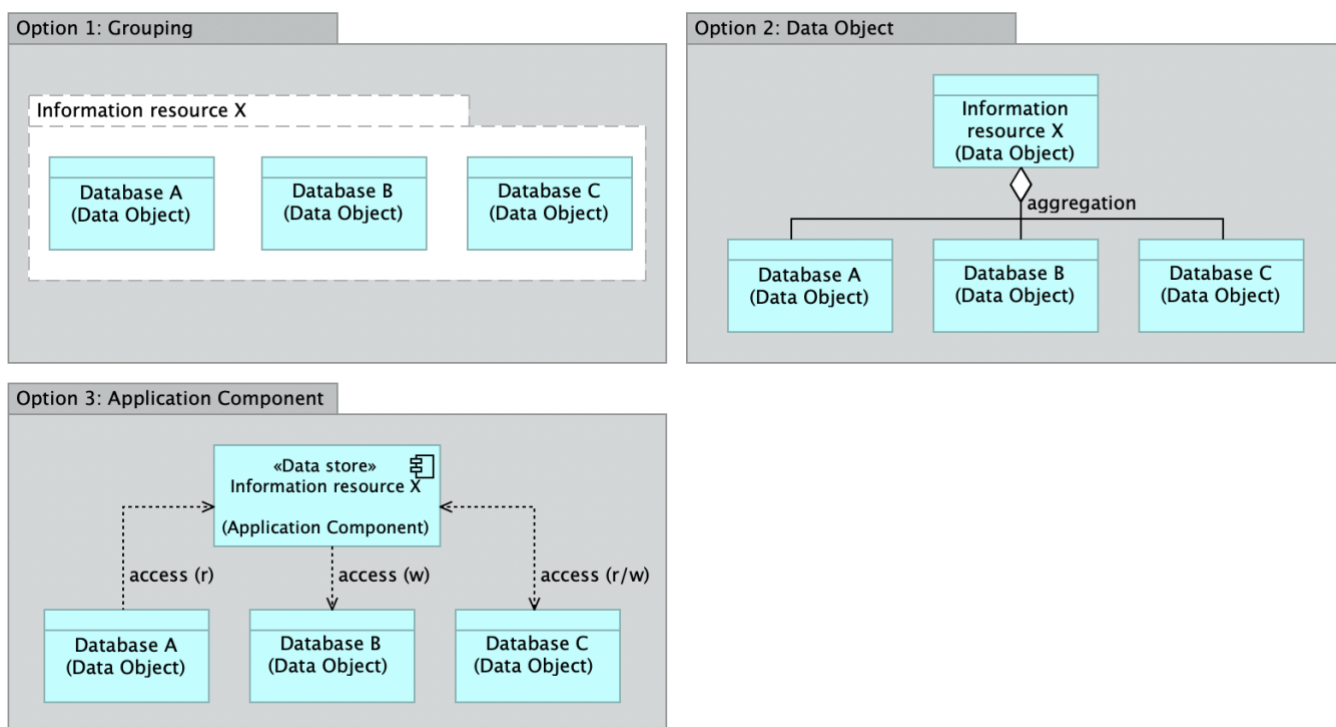 Option 1: Grouping
Information resource X
Database A
(Data Object)
Database B
(Data Object)
Database C
(Data Object)
Option 2: Data Object
Information
resource X
(Data Object)
aggregation
Database A
(Data Object)
Database B
(Data Object)
Database C
(Data Object)
Option 3: Application Component
«Data store»
Information resource X
(Application Component)
access (r)
access (w)
access (r/w)
Database A
(Data Object)
Database B
(Data Object)
Database C
(Data Object)